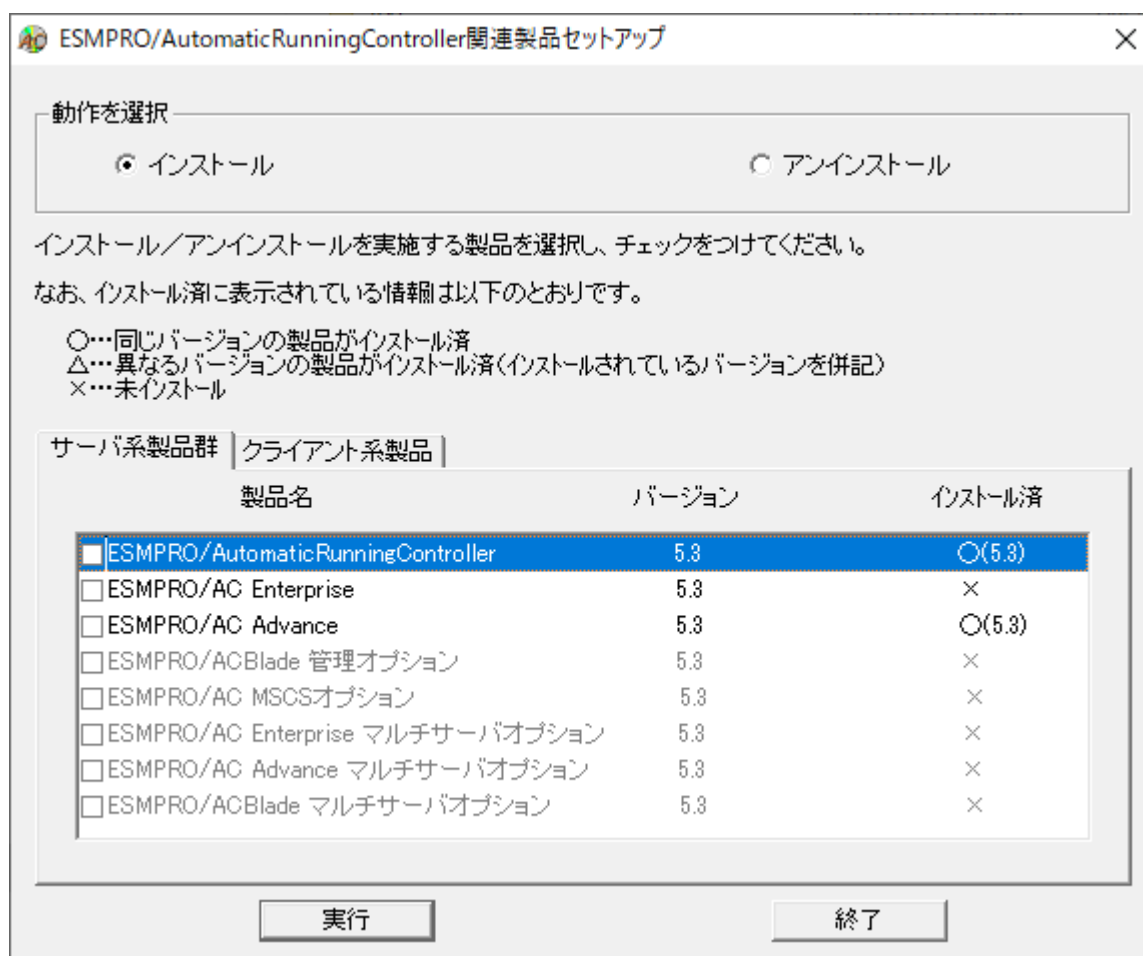 ESMPRO/AutomaticRunningController関連製品セットアップ
動作を選択
インストール アンインストール
インストール／アンインストールを実施する製品を選択し、チェックをつけてください。
なお、インストール済に表示されている情報は以下のとおりです。
○…同じバージョンの製品がインストール済
△…異なるバージョンの製品がインストール済(インストールされているバージョンを併記)
×…未インストール
サーバ系製品群 クライアント系製品
製品名 バージョン インストール済
ESMPRO/AutomaticRunningController 5.3 ○(5.3)
ESMPRO/AC Enterprise 5.3 ×
ESMPRO/AC Advance 5.3 ○(5.3)
ESMPRO/ACBlade 管理オプション 5.3 ×
ESMPRO/AC MSCSオプション 5.3 ×
ESMPRO/AC Enterprise マルチサーバオプション 5.3 ×
ESMPRO/AC Advance マルチサーバオプション 5.3 ×
ESMPRO/ACBlade マルチサーバオプション 5.3 ×
実行 終了